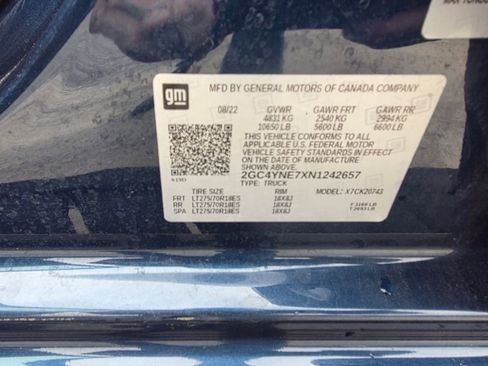 MAX TONGU
gm
MFD BY GENERAL MOTORS OF CANADA COMPANY
08/22 GVWR GAWR FRT GAWR RR
4831 KG 2540 KG 2994 KG
10650 LB 5600 LB 6600 LB
THIS VEHICLE CONFORMS TO ALL
APPLICABLE U.S. FEDERAL MOTOR
VEHICLE SAFETY STANDARDS IN
EFFECT ON THE DATE OF MANUFACTURE
SHOWN ABOVE.
2GC4YNE7XN1242657
TYPE: TRUCK MODEL: X7CK20743
TIRE SIZE RIM
FRT LT275/70R18ES 18X8J
RR LT275/70R18ES 18X8J
SPA LT275/70R18ES 18X8J